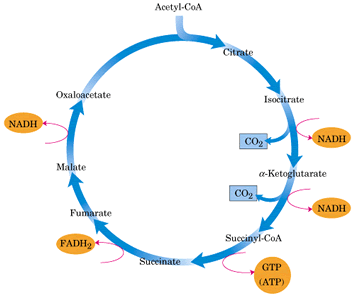 Acetyl-CoA
Citrate
Isocitrate
NADH
CO2
α-Ketoglutarate
CO2
NADH
Succinyl-CoA
GTP
(ATP)
Succinate
FADH2
Fumarate
Malate
NADH
Oxaloacetate